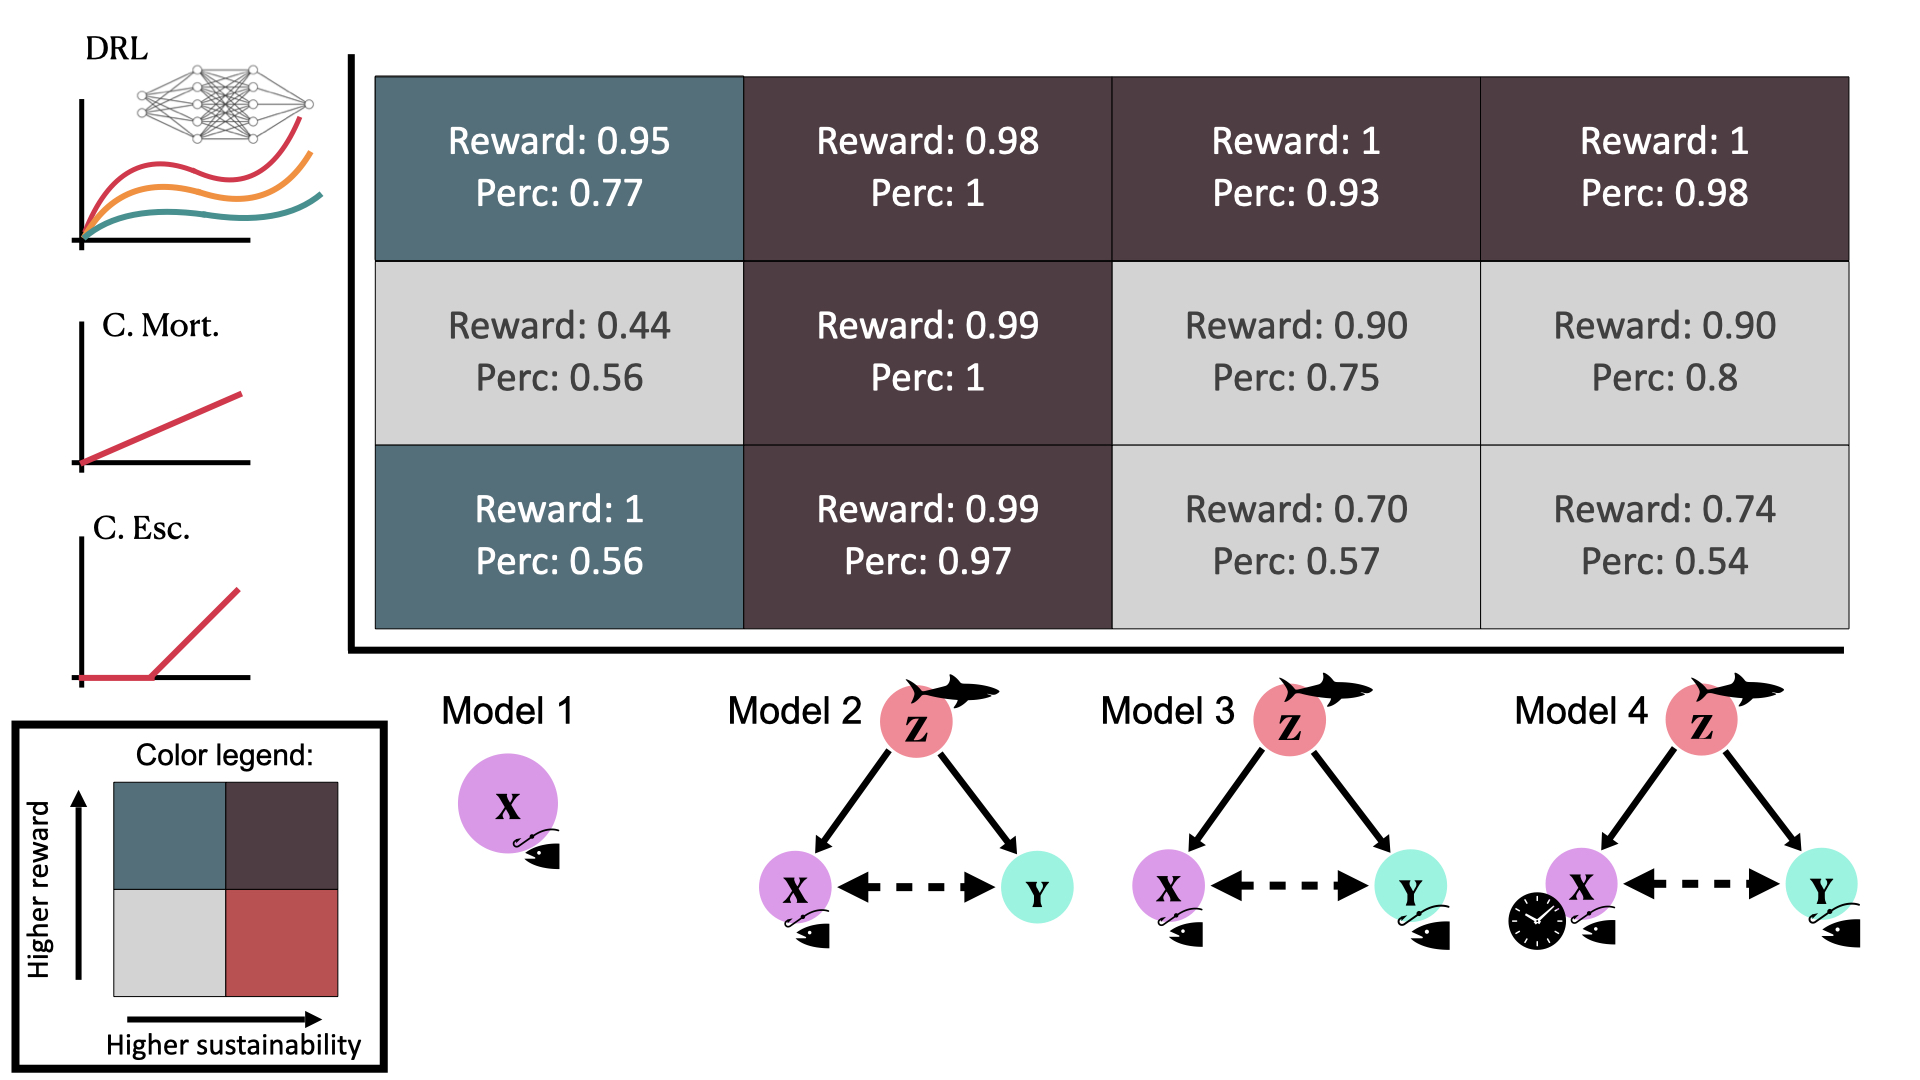 DRL
Reward: 0.95
Perc: 0.77
Reward: 0.98
Perc: 1
Reward: 1
Perc: 0.93
Reward: 1
Perc: 0.98
C. Mort.
Reward: 0.44
Perc: 0.56
Reward: 0.99
Perc: 1
Reward: 0.90
Perc: 0.75
Reward: 0.90
Perc: 0.8
C. Esc.
Reward: 1
Perc: 0.56
Reward: 0.99
Perc: 0.97
Reward: 0.70
Perc: 0.57
Reward: 0.74
Perc: 0.54
Model 1
X
Model 2
Z
X
Y
Model 3
Z
X
Y
Model 4
Z
X
Y
Color legend:
Higher reward
Higher sustainability